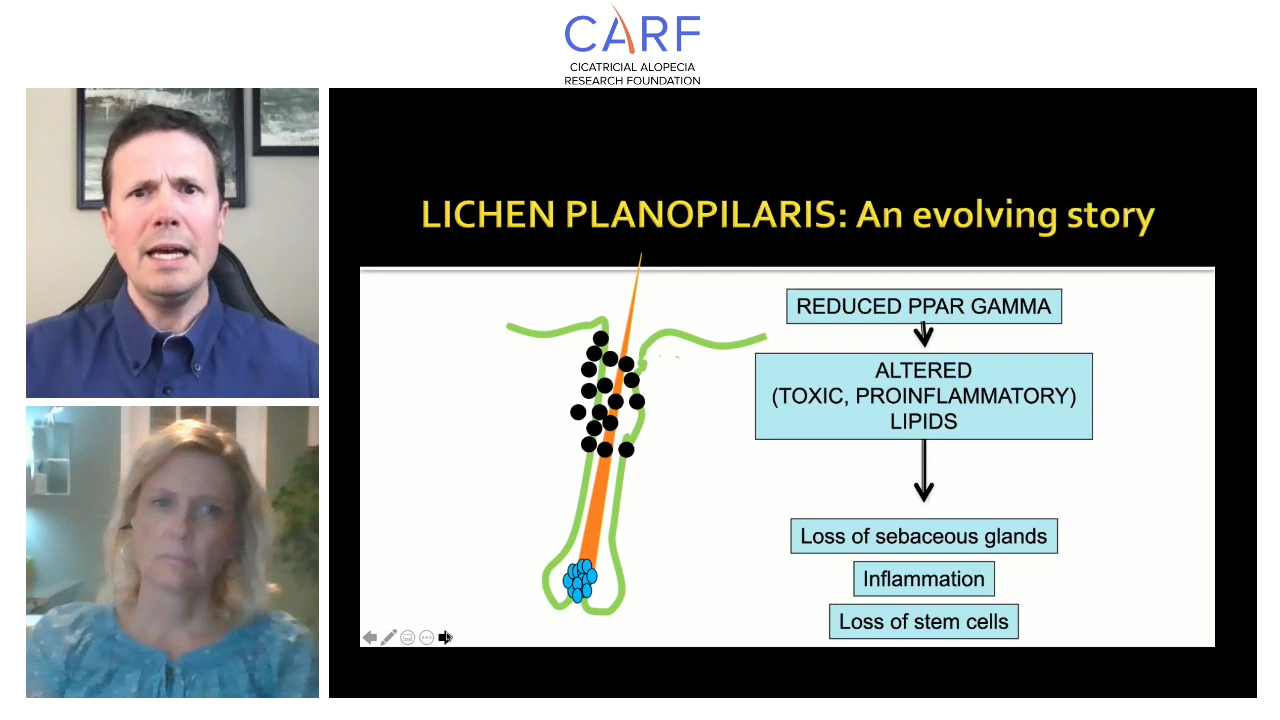 CARF
CICATRICIAL ALOPECIA
RESEARCH FOUNDATION
LICHEN PLANOPILARIS: An evolving story
REDUCED PPAR GAMMA
ALTERED
(TOXIC, PROINFLAMMATORY)
LIPIDS
Loss of sebaceous glands
Inflammation
Loss of stem cells